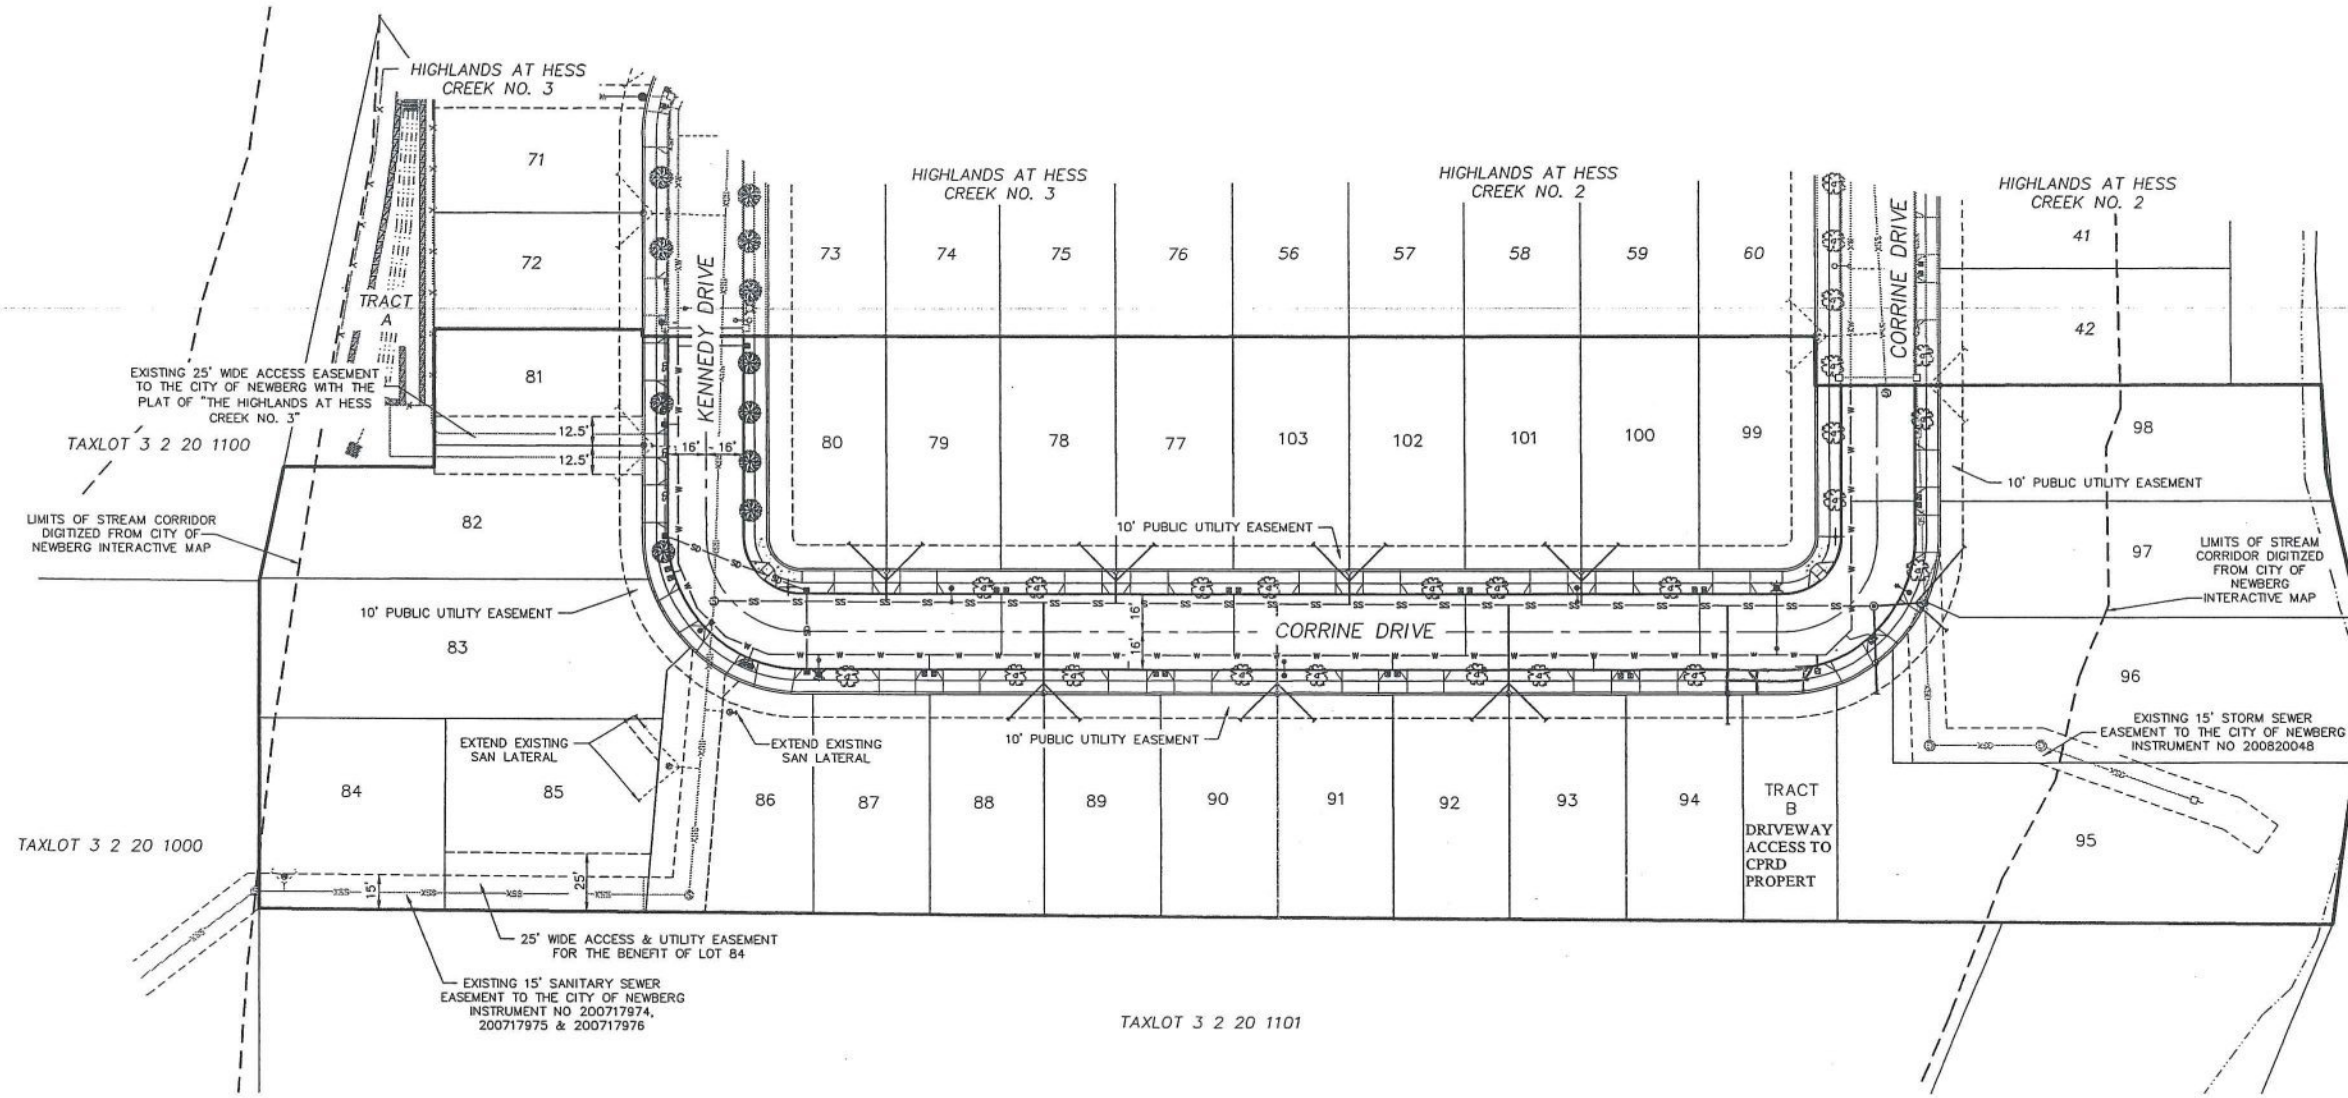 HIGHLANDS AT HESS
CREEK NO. 3
71
72
TRACT
A
81
EXISTING 25' WIDE ACCESS EASEMENT
TO THE CITY OF NEWBERG WITH THE
PLAT OF "THE HIGHLANDS AT HESS
CREEK NO. 3"
TAXLOT 3 2 20 1100
12.5'
12.5'
LIMITS OF STREAM CORRIDOR
DIGITIZED FROM CITY OF
NEWBERG INTERACTIVE MAP
82
10' PUBLIC UTILITY EASEMENT
83
KENNEDY DRIVE
16'
16'
HIGHLANDS AT HESS
CREEK NO. 3
HIGHLANDS AT HESS
CREEK NO. 2
73
74
75
76
56
57
58
59
60
80
79
78
77
103
102
101
100
99
10' PUBLIC UTILITY EASEMENT
CORRINE DRIVE
HIGHLANDS AT HESS
CREEK NO. 2
41
42
98
10' PUBLIC UTILITY EASEMENT
97
LIMITS OF STREAM
CORRIDOR DIGITIZED
FROM CITY OF
NEWBERG
INTERACTIVE MAP
16'
16'
CORRINE DRIVE
96
EXISTING 15' STORM SEWER
EASEMENT TO THE CITY OF NEWBERG
INSTRUMENT NO 200820048
EXTEND EXISTING
SAN LATERAL
EXTEND EXISTING
SAN LATERAL
10' PUBLIC UTILITY EASEMENT
84
85
86
87
88
89
90
91
92
93
94
TRACT
B
DRIVEWAY
ACCESS TO
CPRD
PROPERT
95
TAXLOT 3 2 20 1000
15'
25'
25' WIDE ACCESS & UTILITY EASEMENT
FOR THE BENEFIT OF LOT 84
EXISTING 15' SANITARY SEWER
EASEMENT TO THE CITY OF NEWBERG
INSTRUMENT NO 200717974,
200717975 & 200717976
TAXLOT 3 2 20 1101